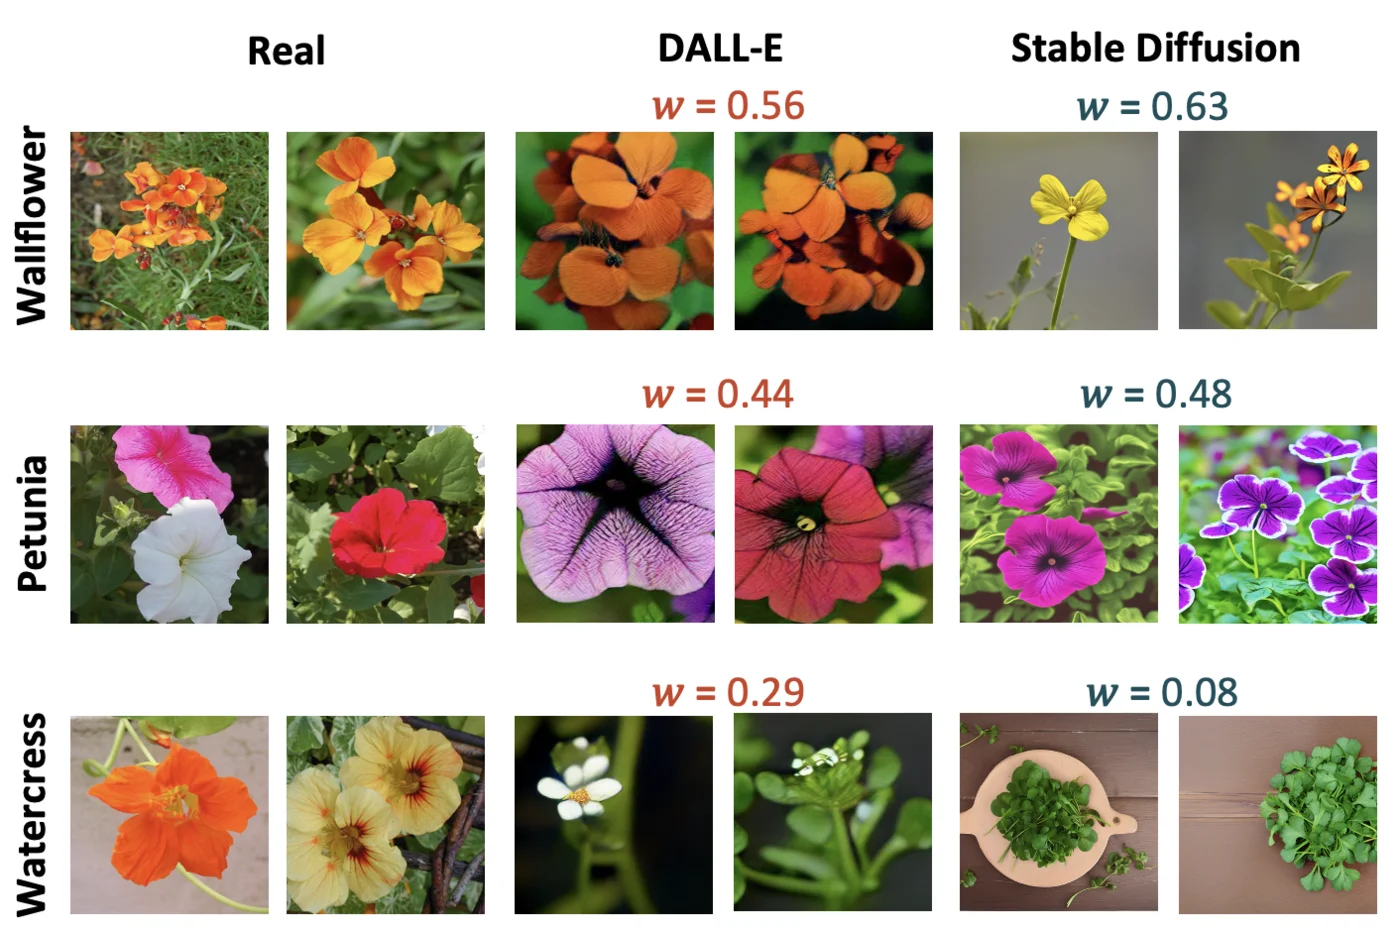 Real
DALL-E
Stable Diffusion
w = 0.56
w = 0.63
Wallflower
w = 0.44
w = 0.48
Petunia
w = 0.29
w = 0.08
Watercress